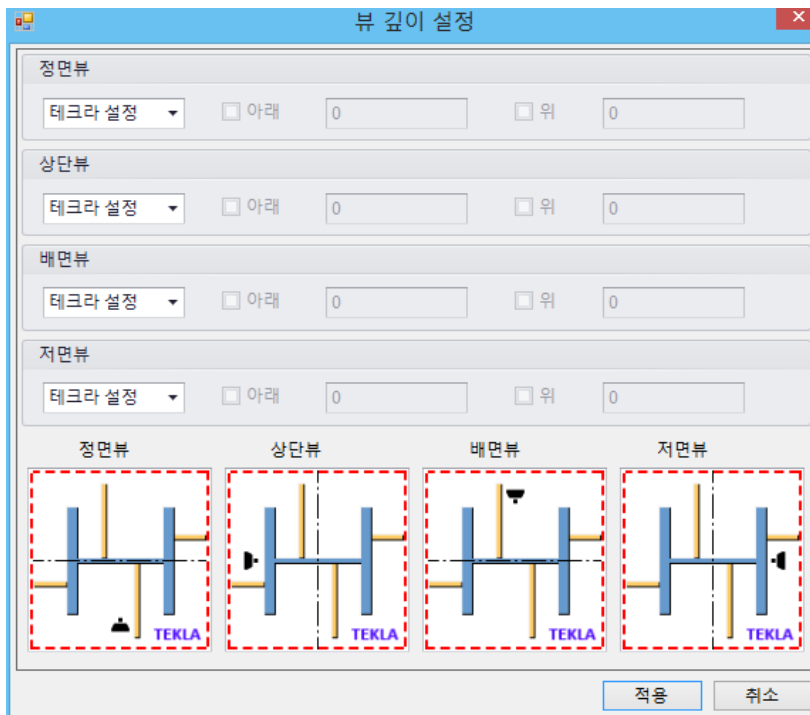 뷰 깊이 설정
정면뷰
테크라 설정 아래 0 위 0
상단뷰
테크라 설정 아래 0 위 0
배면뷰
테크라 설정 아래 0 위 0
저면뷰
테크라 설정 아래 0 위 0
정면뷰 상단뷰 배면뷰 저면뷰
TEKLA TEKLA TEKLA TEKLA
적용 취소